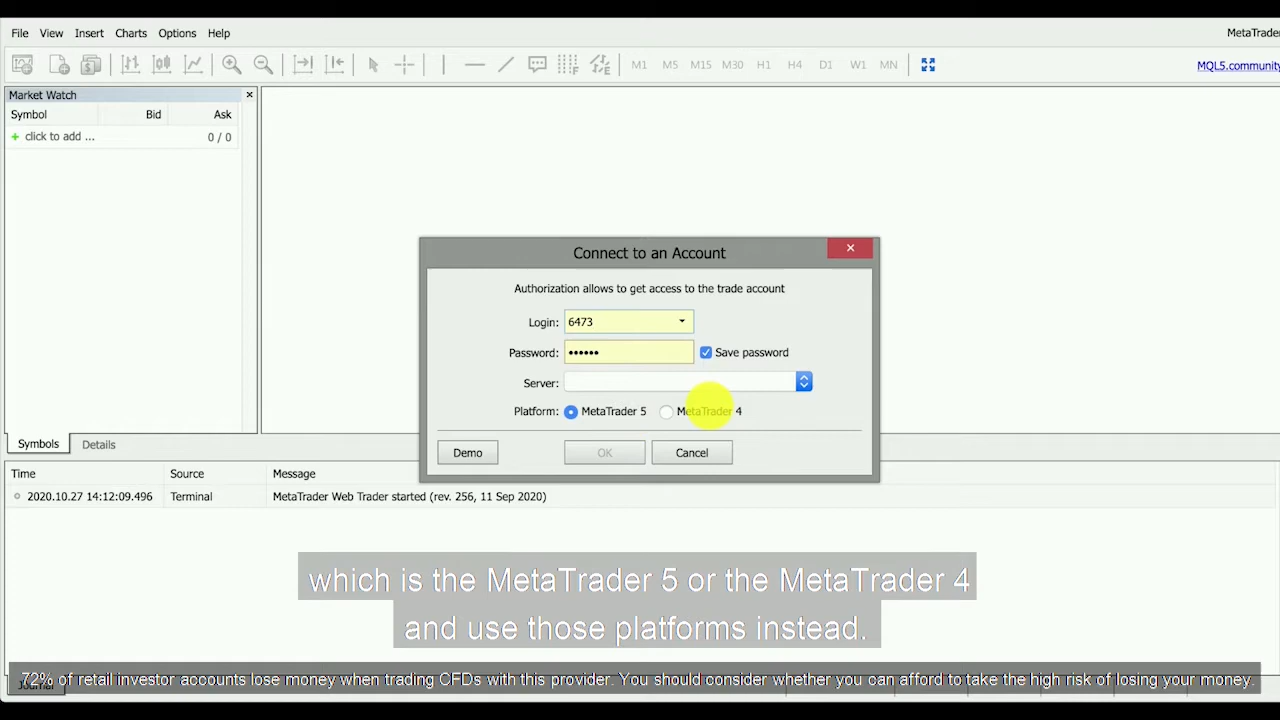 File View Insert Charts Options Help
MetaTrader
M1 M5 M15 M30 H1 H4 D1 W1 MN
MQL5.community
Market Watch
Symbol Bid Ask
click to add ... 0 / 0
Connect to an Account
Authorization allows to get access to the trade account
Login: 6473
Password: •••••• Save password
Server:
Platform: MetaTrader 5 MetaTrader 4
Demo OK Cancel
Symbols Details
Time Source Message
2020.10.27 14:12:09.496 Terminal MetaTrader Web Trader started (rev. 256, 11 Sep 2020)
which is the MetaTrader 5 or the MetaTrader 4
and use those platforms instead.
72% of retail investor accounts lose money when trading CFDs with this provider. You should consider whether you can afford to take the high risk of losing your money.
Journal